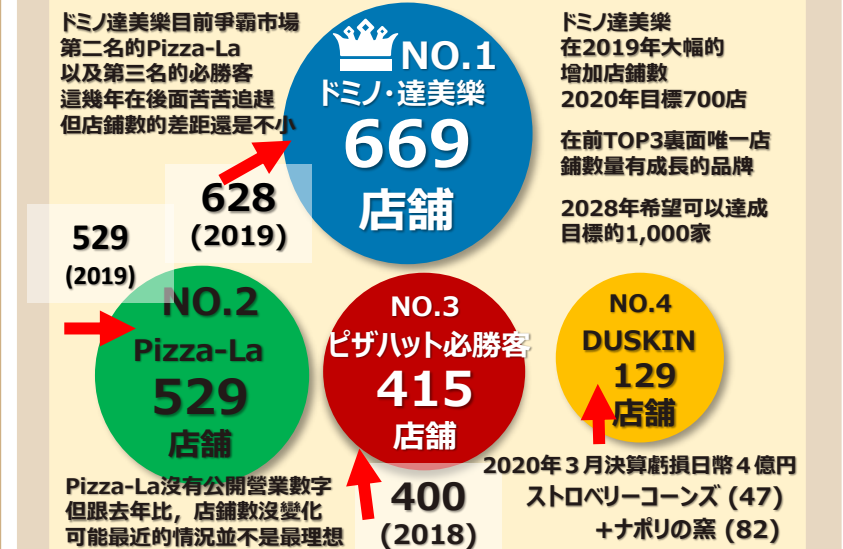 ドミノ達美樂目前爭霸市場
第二名的Pizza-La
以及第三名的必勝客
這幾年在後面苦苦追趕
但店鋪數的差距還是不小
NO.1
ドミノ・達美樂
669
店舗
ドミノ達美樂
在2019年大幅的
增加店鋪數
2020年目標700店
在前TOP3裏面唯一店
鋪數量有成長的品牌
2028年希望可以達成
目標的1,000家
628
(2019)
529
(2019)
NO.2
Pizza-La
529
店舗
NO.3
ピザハット必勝客
415
店舗
NO.4
DUSKIN
129
店舗
Pizza-La沒有公開營業數字
但跟去年比，店鋪數沒變化
可能最近的情況並不是最理想
400
(2018)
2020年３月決算虧損日幣４億円
ストロベリーコーンズ (47)
+ナポリの窯 (82)